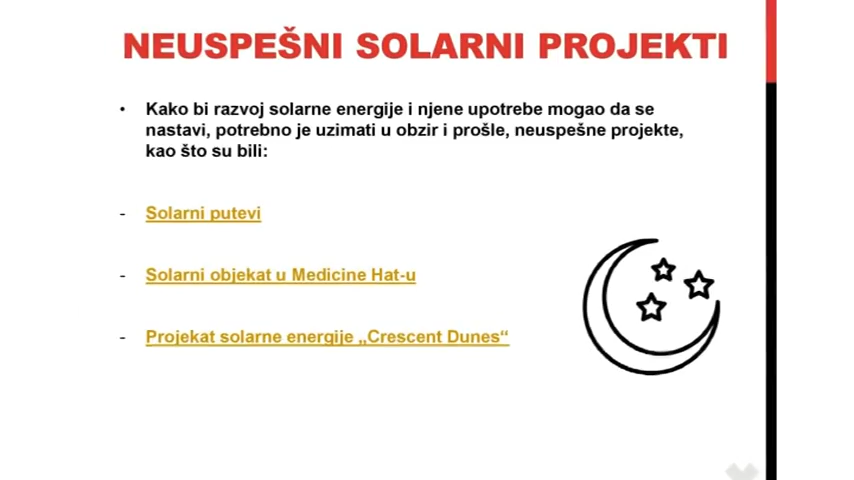 NEUSPEŠNI SOLARNI PROJEKTI
• Kako bi razvoj solarne energije i njene upotrebe mogao da se
nastavi, potrebno je uzimati u obzir i prošle, neuspešne projekte,
kao što su bili:
- Solarni putevi
- Solarni objekat u Medicine Hat-u
- Projekat solarne energije „Crescent Dunes“